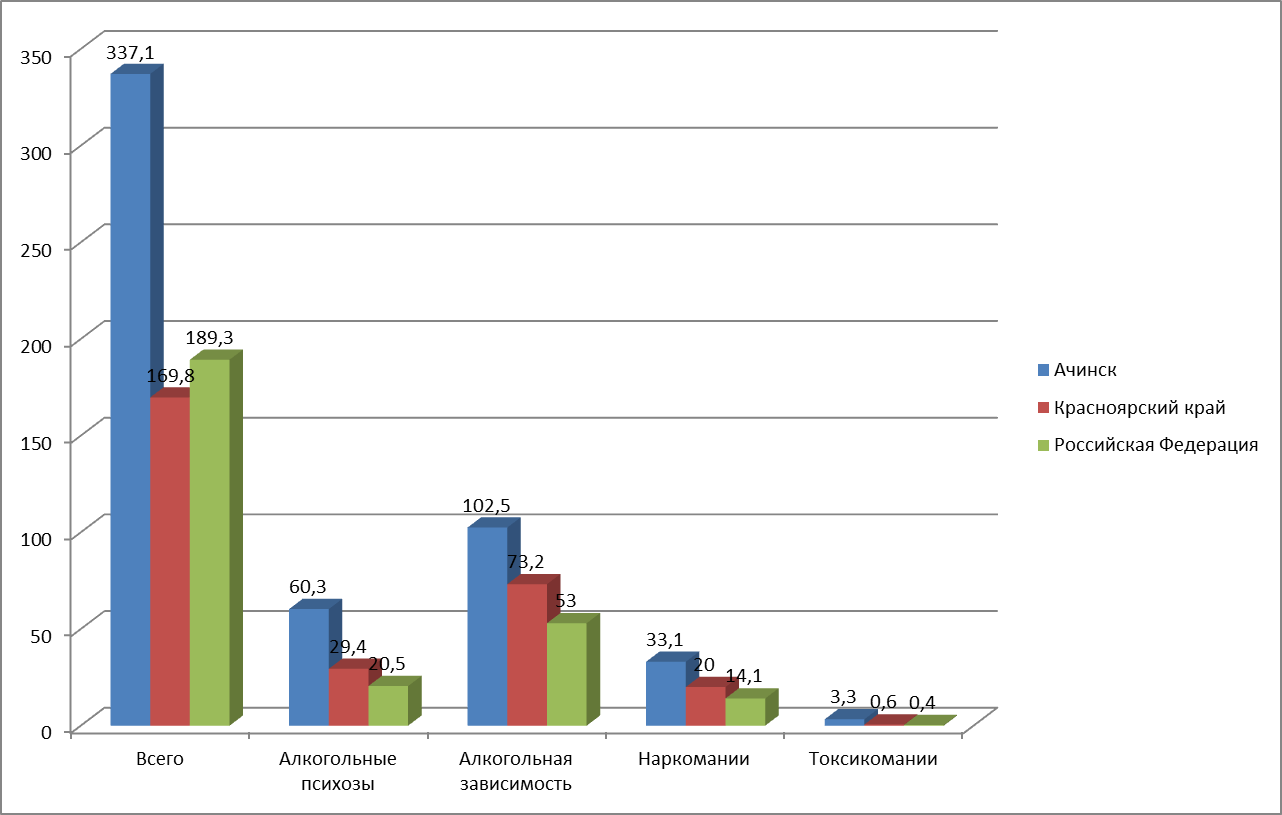 350
300
250
200
150
100
50
0
337,1
169,8
189,3
60,3
29,4
20,5
102,5
73,2
53
33,1
20
14,1
3,3
0,6
0,4
Всего
Алкогольные
психозы
Алкогольная
зависимость
Наркомании
Токсикомании
Ачинск
Красноярский край
Российская Федерация